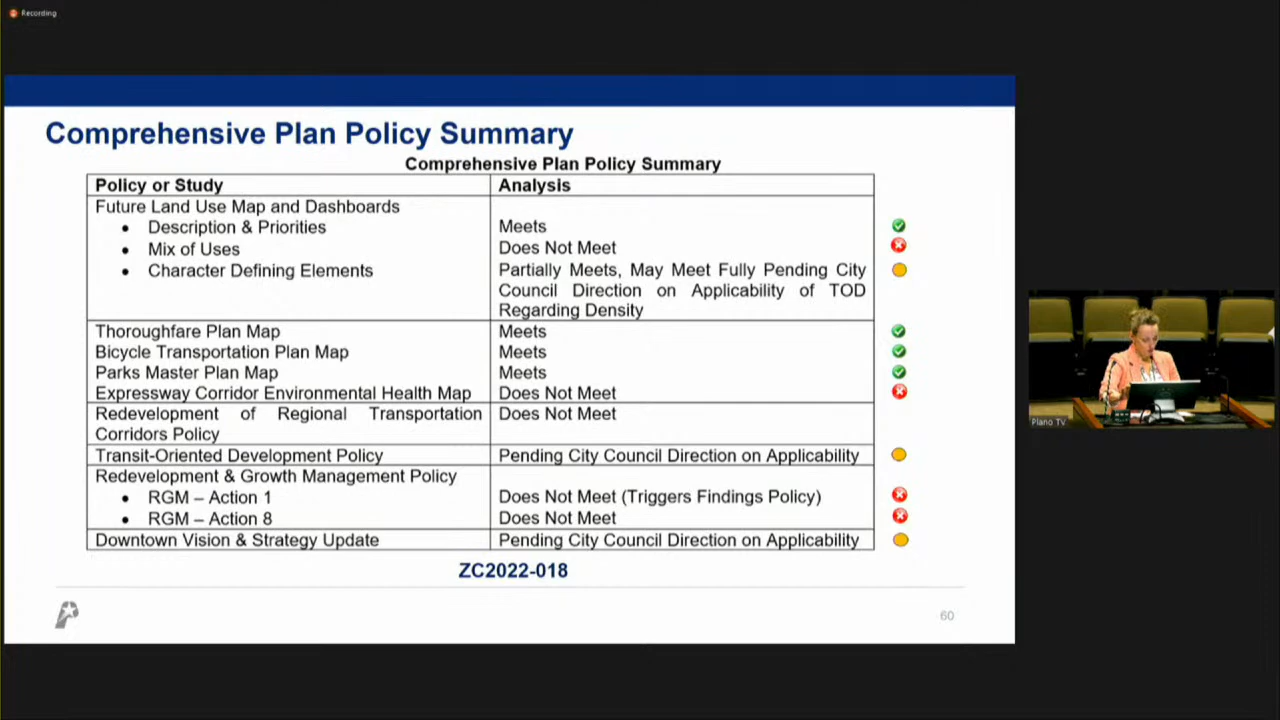 Recording
Comprehensive Plan Policy Summary
Comprehensive Plan Policy Summary
Policy or Study Analysis
Future Land Use Map and Dashboards
• Description & Priorities Meets
• Mix of Uses Does Not Meet
• Character Defining Elements Partially Meets, May Meet Fully Pending City
Council Direction on Applicability of TOD
Regarding Density
Thoroughfare Plan Map Meets
Bicycle Transportation Plan Map Meets
Parks Master Plan Map Meets
Expressway Corridor Environmental Health Map Does Not Meet
Redevelopment of Regional Transportation Does Not Meet
Corridors Policy
Transit-Oriented Development Policy Pending City Council Direction on Applicability
Redevelopment & Growth Management Policy
• RGM – Action 1 Does Not Meet (Triggers Findings Policy)
• RGM – Action 8 Does Not Meet
Downtown Vision & Strategy Update Pending City Council Direction on Applicability
ZC2022-018
60
Plano TV